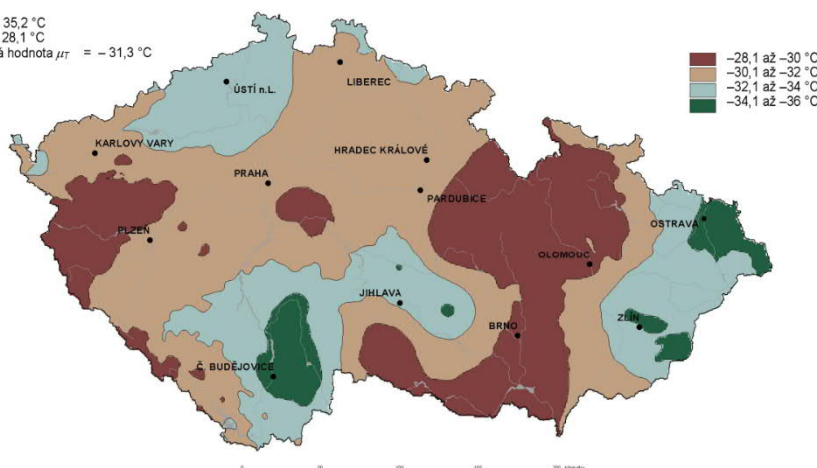 35,2 °C
28,1 °C
á hodnota μT = – 31,3 °C
–28,1 až –30 °C
–30,1 až –32 °C
–32,1 až –34 °C
–34,1 až –36 °C
ÚSTÍ n.L.
LIBEREC
KARLOVY VARY
HRADEC KRÁLOVÉ
PRAHA
PARDUBICE
PLZEŇ
OSTRAVA
OLOMOUC
JIHLAVA
ZLÍN
BRNO
Č. BUDĚJOVICE